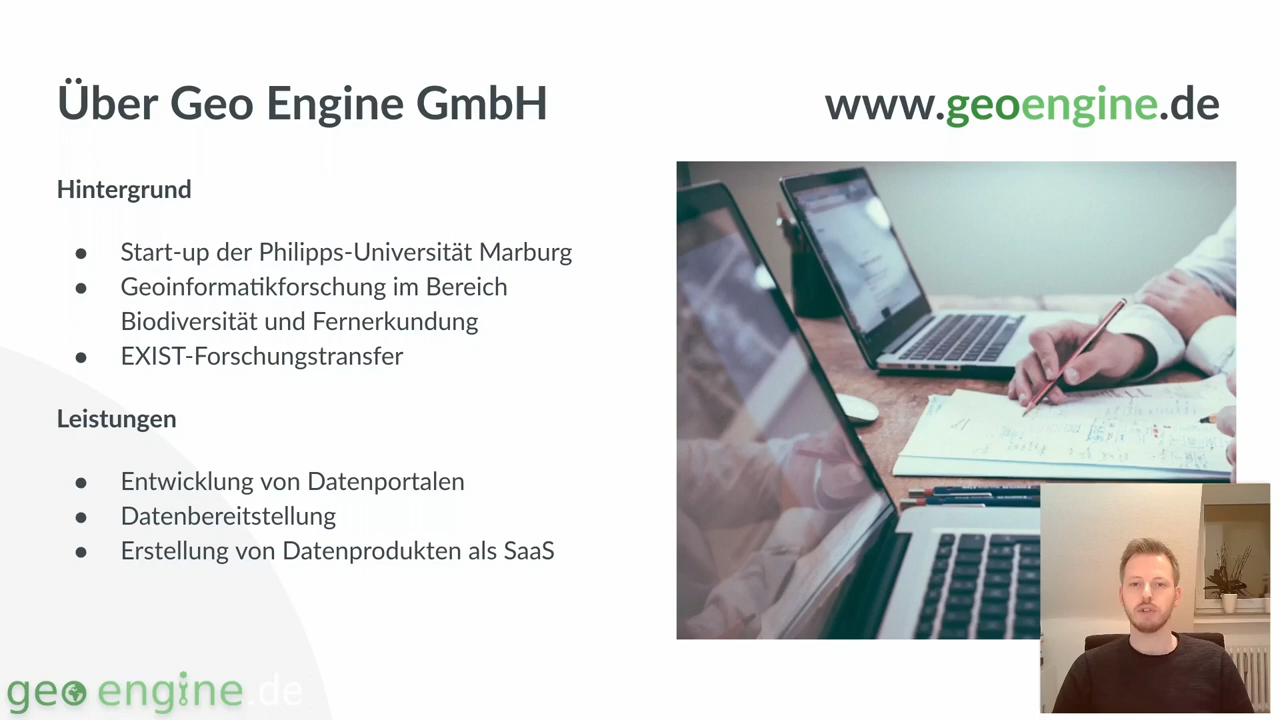 Über Geo Engine GmbH
www.geoengine.de
Hintergrund
● Start-up der Philipps-Universität Marburg
● Geoinformatikforschung im Bereich
Biodiversität und Fernerkundung
● EXIST-Forschungstransfer
Leistungen
● Entwicklung von Datenportalen
● Datenbereitstellung
● Erstellung von Datenprodukten als SaaS
geo engine.de